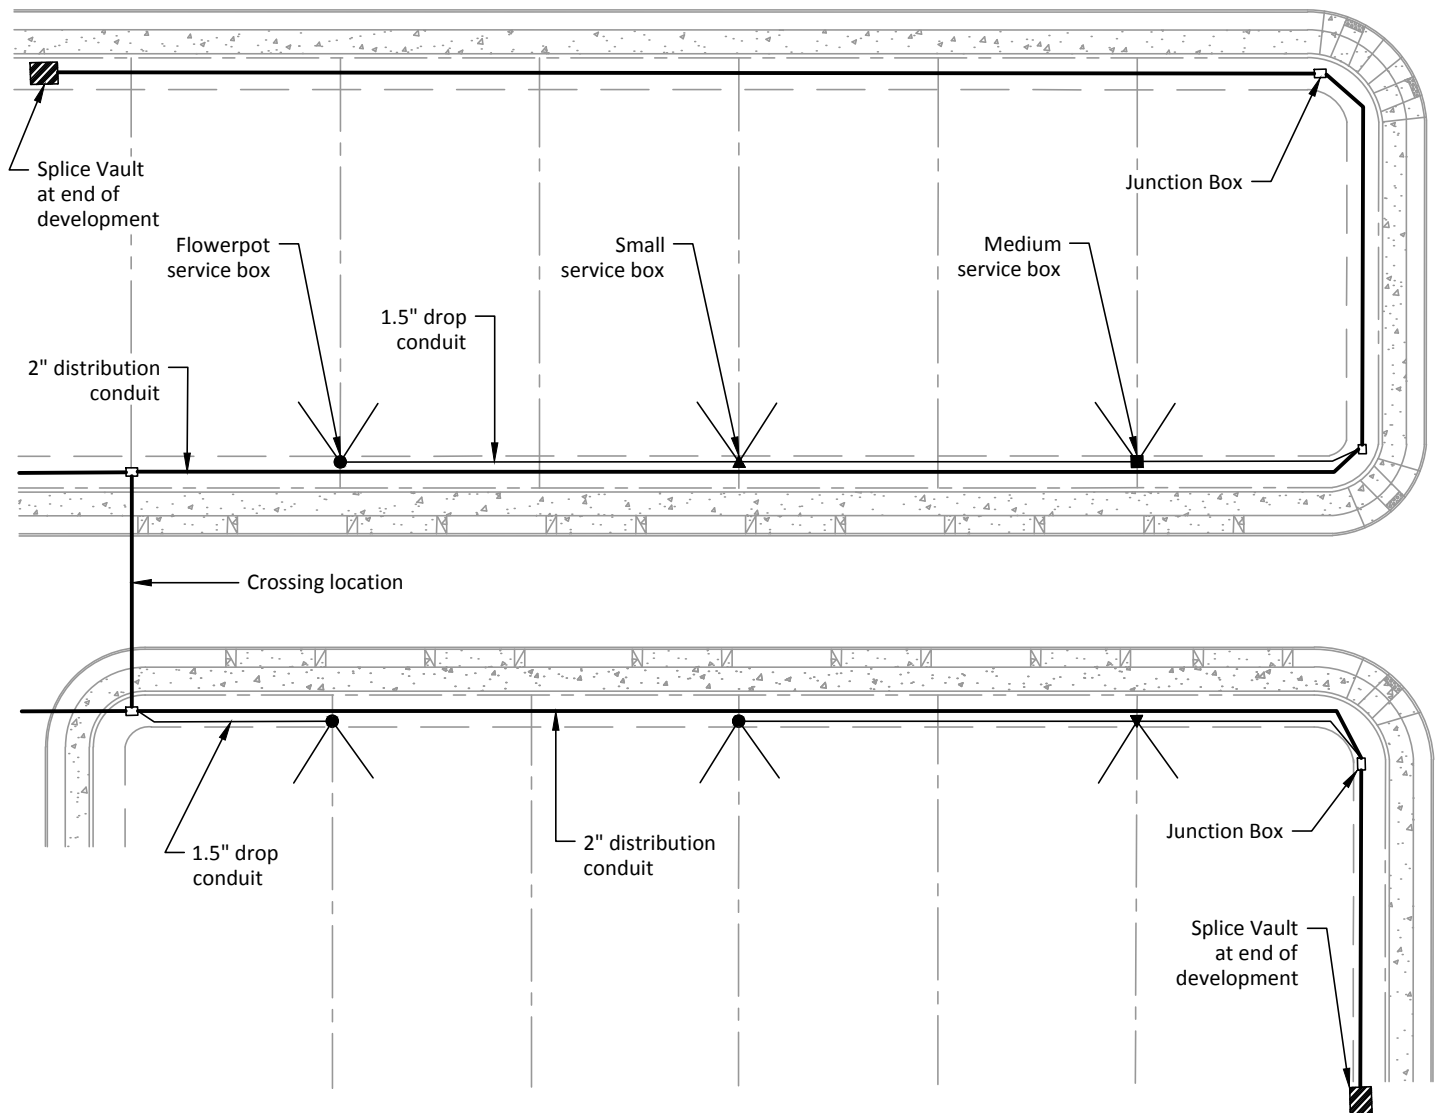 Splice Vault
at end of
development
Junction Box
Flowerpot
service box
Small
service box
Medium
service box
1.5" drop
conduit
2" distribution
conduit
Crossing location
1.5" drop
conduit
2" distribution
conduit
Junction Box
Splice Vault
at end of
development